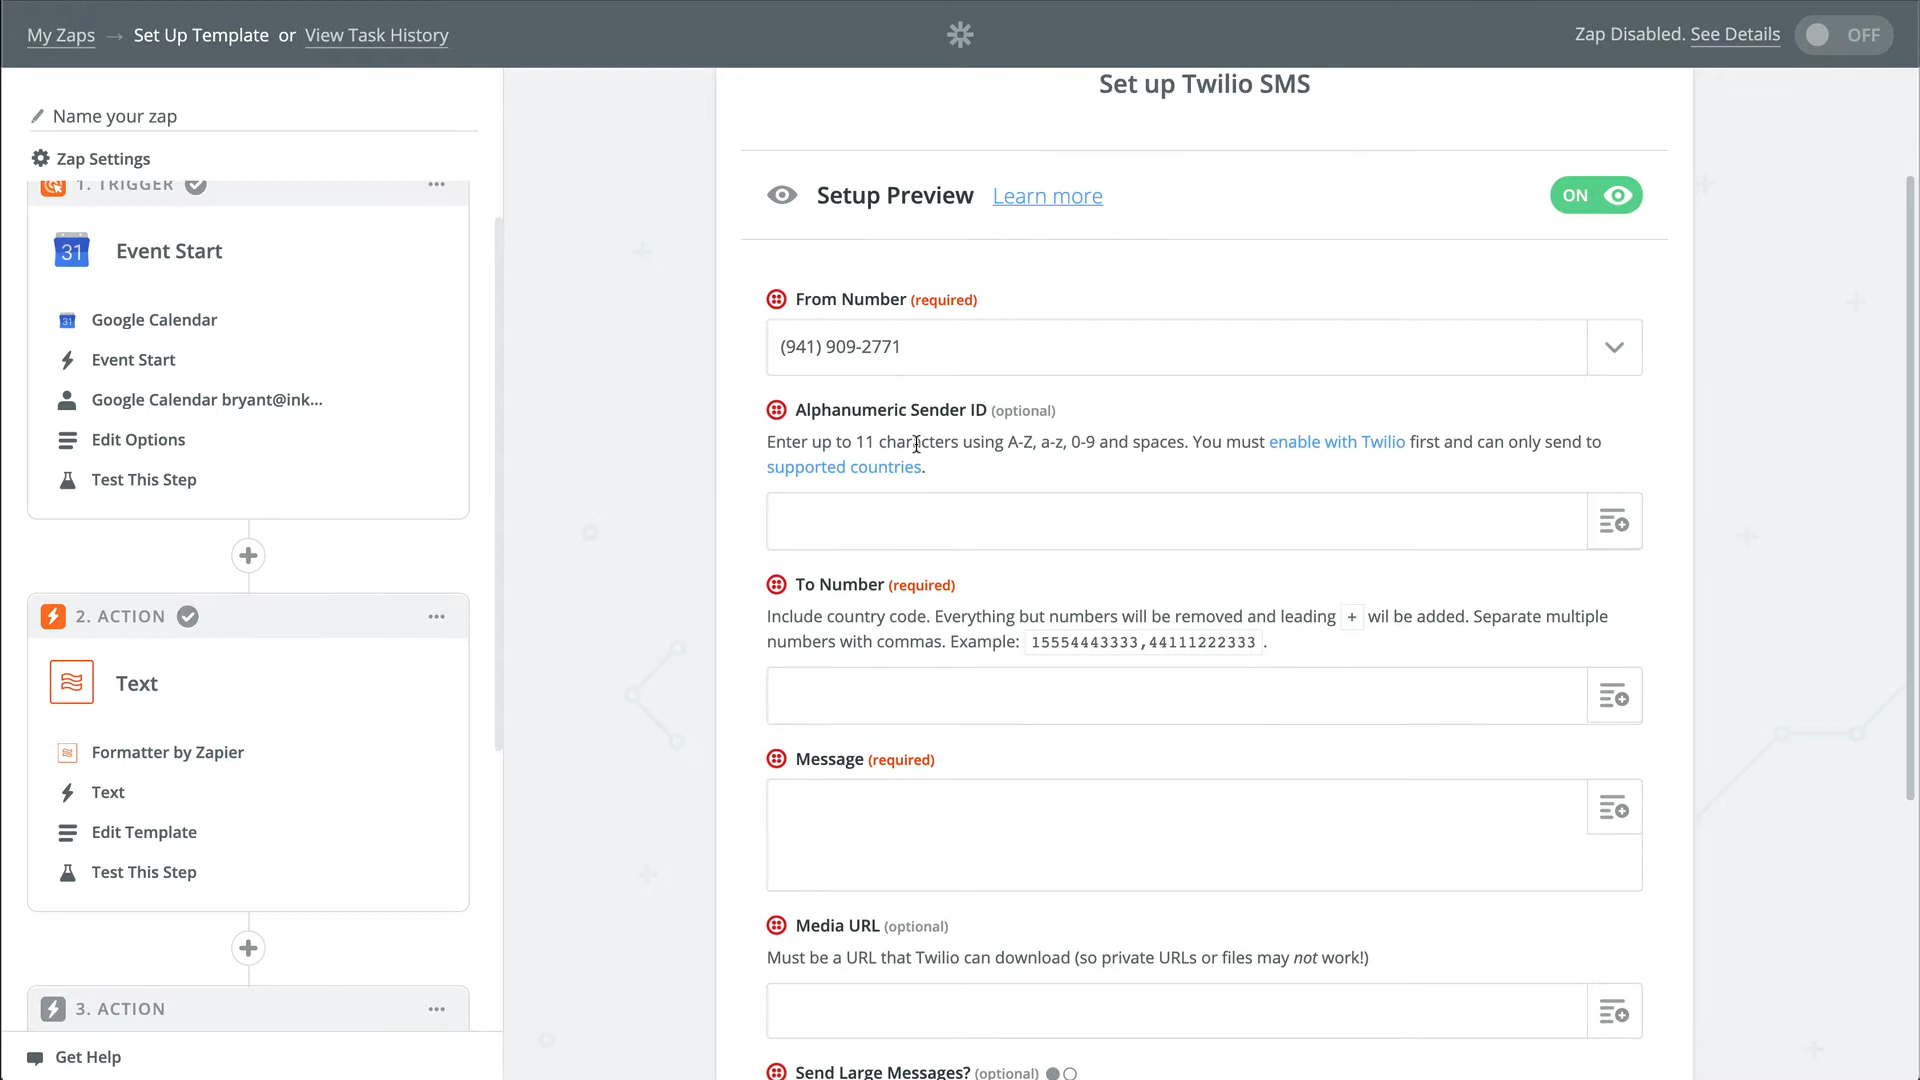 My Zaps → Set Up Template or View Task History
Zap Disabled. See Details OFF
Name your zap
Zap Settings
1. TRIGGER
31 Event Start
31 Google Calendar
Event Start
Google Calendar bryant@ink...
Edit Options
Test This Step
2. ACTION
Text
Formatter by Zapier
Text
Edit Template
Test This Step
3. ACTION
Get Help
Set up Twilio SMS
Setup Preview Learn more ON
From Number (required)
(941) 909-2771
Alphanumeric Sender ID (optional)
Enter up to 11 characters using A-Z, a-z, 0-9 and spaces. You must enable with Twilio first and can only send to
supported countries.
To Number (required)
Include country code. Everything but numbers will be removed and leading + wil be added. Separate multiple
numbers with commas. Example: 15554443333,44111222333 .
Message (required)
Media URL (optional)
Must be a URL that Twilio can download (so private URLs or files may not work!)
Send Large Messages? (optional)